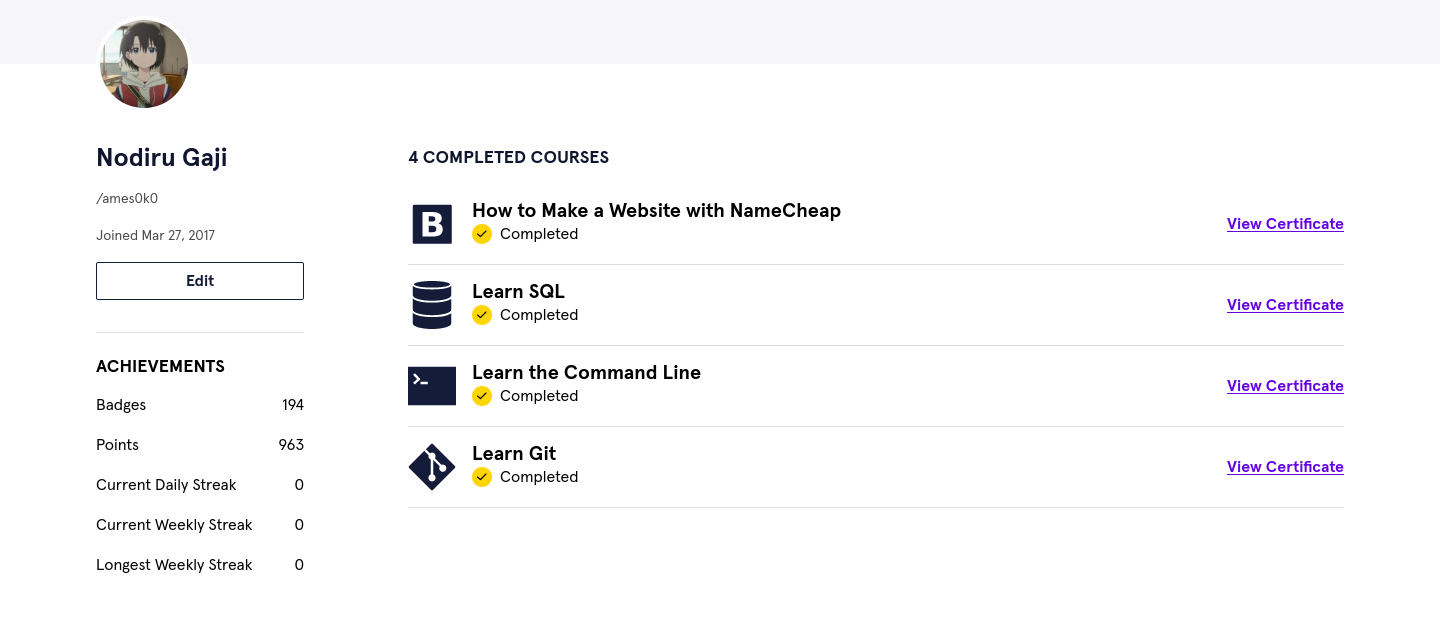 Nodiru Gaji
/ames0k0
Joined Mar 27, 2017
Edit
ACHIEVEMENTS
Badges 194
Points 963
Current Daily Streak 0
Current Weekly Streak 0
Longest Weekly Streak 0
4 COMPLETED COURSES
B
How to Make a Website with NameCheap
Completed
View Certificate
Learn SQL
Completed
View Certificate
Learn the Command Line
Completed
View Certificate
Learn Git
Completed
View Certificate